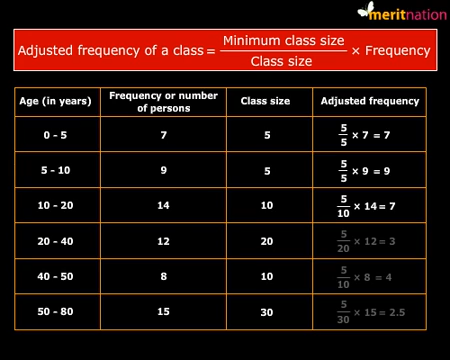 meritnation
Adjusted frequency of a class = Minimum class size / Class size × Frequency
Age (in years) Frequency or number of persons Class size Adjusted frequency
0 - 5 7 5 5/5 × 7 = 7
5 - 10 9 5 5/5 × 9 = 9
10 - 20 14 10 5/10 × 14 = 7
20 - 40 12 20 5/20 × 12 = 3
40 - 50 8 10 5/10 × 8 = 4
50 - 80 15 30 5/30 × 15 = 2.5